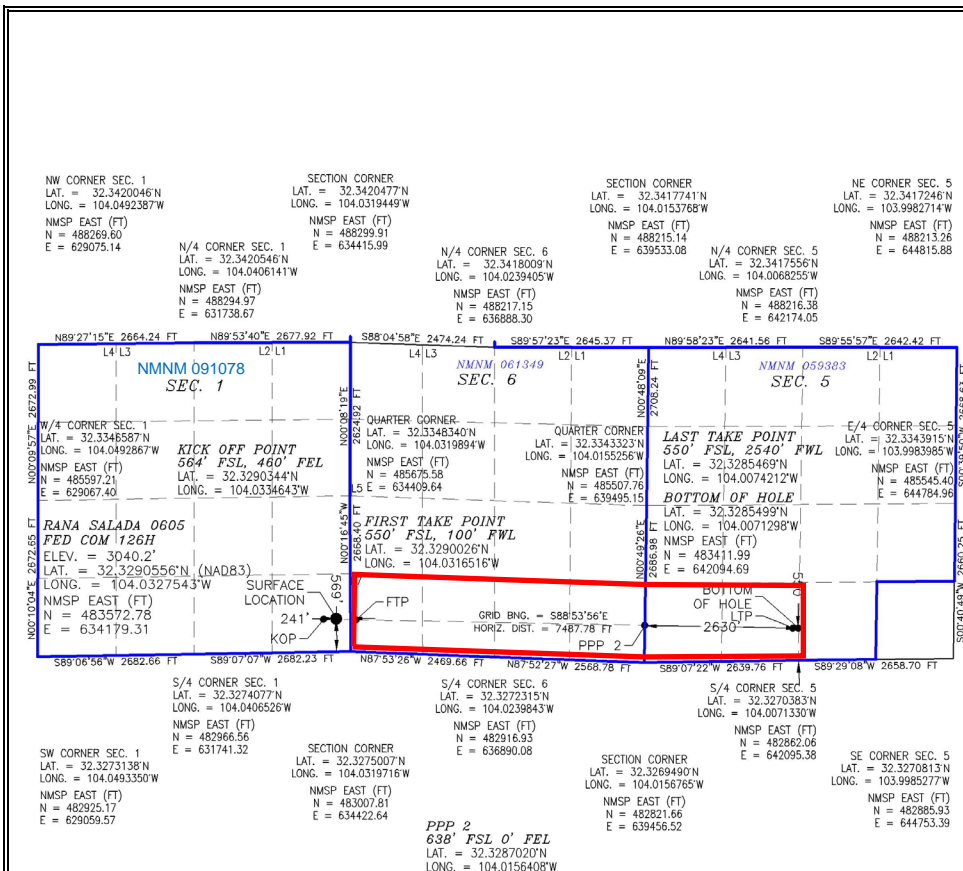 NW CORNER SEC. 1
LAT. = 32.3420046'N
LONG. = 104.0492387'W
NMSP EAST (FT)
N = 488269.60
E = 629075.14
SECTION CORNER
LAT. = 32.3420477'N
LONG. = 104.0319449'W
NMSP EAST (FT)
N = 488299.91
E = 634415.99
SECTION CORNER
LAT. = 32.3417741'N
LONG. = 104.0153768'W
NMSP EAST (FT)
N = 488215.14
E = 639533.08
NE CORNER SEC. 5
LAT. = 32.3417246'N
LONG. = 103.9982714'W
NMSP EAST (FT)
N = 488213.26
E = 644815.88
N/4 CORNER SEC. 1
LAT. = 32.3420546'N
LONG. = 104.0406141'W
NMSP EAST (FT)
N = 488294.97
E = 631738.67
N/4 CORNER SEC. 6
LAT. = 32.3418009'N
LONG. = 104.0239405'W
NMSP EAST (FT)
N = 488217.15
E = 636888.30
N/4 CORNER SEC. 5
LAT. = 32.3417556'N
LONG. = 104.0068255'W
NMSP EAST (FT)
N = 488216.38
E = 642174.05
N89°27'15"E 2664.24 FT
N89°53'40"E 2677.92 FT
S88°04'58"E 2474.24 FT
S89°57'23"E 2645.37 FT
N89°58'23"E 2641.56 FT
S89°55'57"E 2642.42 FT
L4 L3
L2 L1
L4 L3
L2 L1
L4 L3
L2 L1
NMNM 091078
SEC. 1
NMNM 061349
SEC. 6
NMNM 059383
SEC. 5
N00°09'57"E 2672.99 FT
N00°08'19"E
2624.92 FT
N00°48'09"E
2708.24 FT
2668.63 FT
W/4 CORNER SEC. 1
LAT. = 32.3346587'N
LONG. = 104.0492867'W
NMSP EAST (FT)
N = 485597.21
E = 629067.40
KICK OFF POINT
564' FSL, 460' FEL
LAT. = 32.3290344'N
LONG. = 104.0334643'W
QUARTER CORNER
LAT. = 32.3348340'N
LONG. = 104.0319894'W
NMSP EAST (FT)
N = 485675.58
E = 634409.64
QUARTER CORNER
LAT. = 32.3343323'N
LONG. = 104.0155256'W
NMSP EAST (FT)
N = 485507.76
E = 639495.15
LAST TAKE POINT
550' FSL, 2540' FWL
LAT. = 32.3285469'N
LONG. = 104.0074212'W
E/4 CORNER SEC. 5
LAT. = 32.3343915'N
LONG. = 103.9983985'W
NMSP EAST (FT)
N = 485545.40
E = 644784.96
L5
RANA SALADA 0605
FED COM 126H
ELEV. = 3040.2'
LAT. = 32.3290556'N (NAD83)
LONG. = 104.0327543'W
NMSP EAST (FT)
N = 483572.78
E = 634179.31
FIRST TAKE POINT
550' FSL, 100' FWL
LAT. = 32.3290026'N
LONG. = 104.0316516'W
BOTTOM OF HOLE
LAT. = 32.3285499'N
LONG. = 104.0071298'W
NMSP EAST (FT)
N = 483411.99
E = 642094.69
N00°10'04"E 2672.65 FT
N00°16'45"W
2668.40 FT
N00°49'26"E
2686.98 FT
S00°40'49"W 2660.25 FT
SURFACE
LOCATION
569'
241'
KOP
FTP
GRID BNG. = S88°53'56"E
HORIZ. DIST. = 7487.78 FT
PPP 2
2630'
BOTTOM
OF HOLE
LTP
S89°06'56"W 2682.66 FT
S89°07'07"W 2682.23 FT
N87°53'26"W 2469.66 FT
N87°52'27"W 2568.78 FT
S89°07'22"W 2639.76 FT
S89°29'08"W 2658.70 FT
S/4 CORNER SEC. 1
LAT. = 32.3274077'N
LONG. = 104.0406526'W
NMSP EAST (FT)
N = 482966.56
E = 631741.32
S/4 CORNER SEC. 6
LAT. = 32.3272315'N
LONG. = 104.0239843'W
NMSP EAST (FT)
N = 482916.93
E = 636890.08
S/4 CORNER SEC. 5
LAT. = 32.3270383'N
LONG. = 104.0071330'W
NMSP EAST (FT)
N = 482862.06
E = 642095.38
SW CORNER SEC. 1
LAT. = 32.3273138'N
LONG. = 104.0493350'W
NMSP EAST (FT)
N = 482925.17
E = 629059.57
SECTION CORNER
LAT. = 32.3275007'N
LONG. = 104.0319716'W
NMSP EAST (FT)
N = 483007.81
E = 634422.64
SECTION CORNER
LAT. = 32.3269490'N
LONG. = 104.0156765'W
NMSP EAST (FT)
N = 482821.66
E = 639456.52
SE CORNER SEC. 5
LAT. = 32.3270813'N
LONG. = 103.9985277'W
NMSP EAST (FT)
N = 482885.93
E = 644753.39
PPP 2
638' FSL 0' FEL
LAT. = 32.3287020'N
LONG. = 104.0156408'W